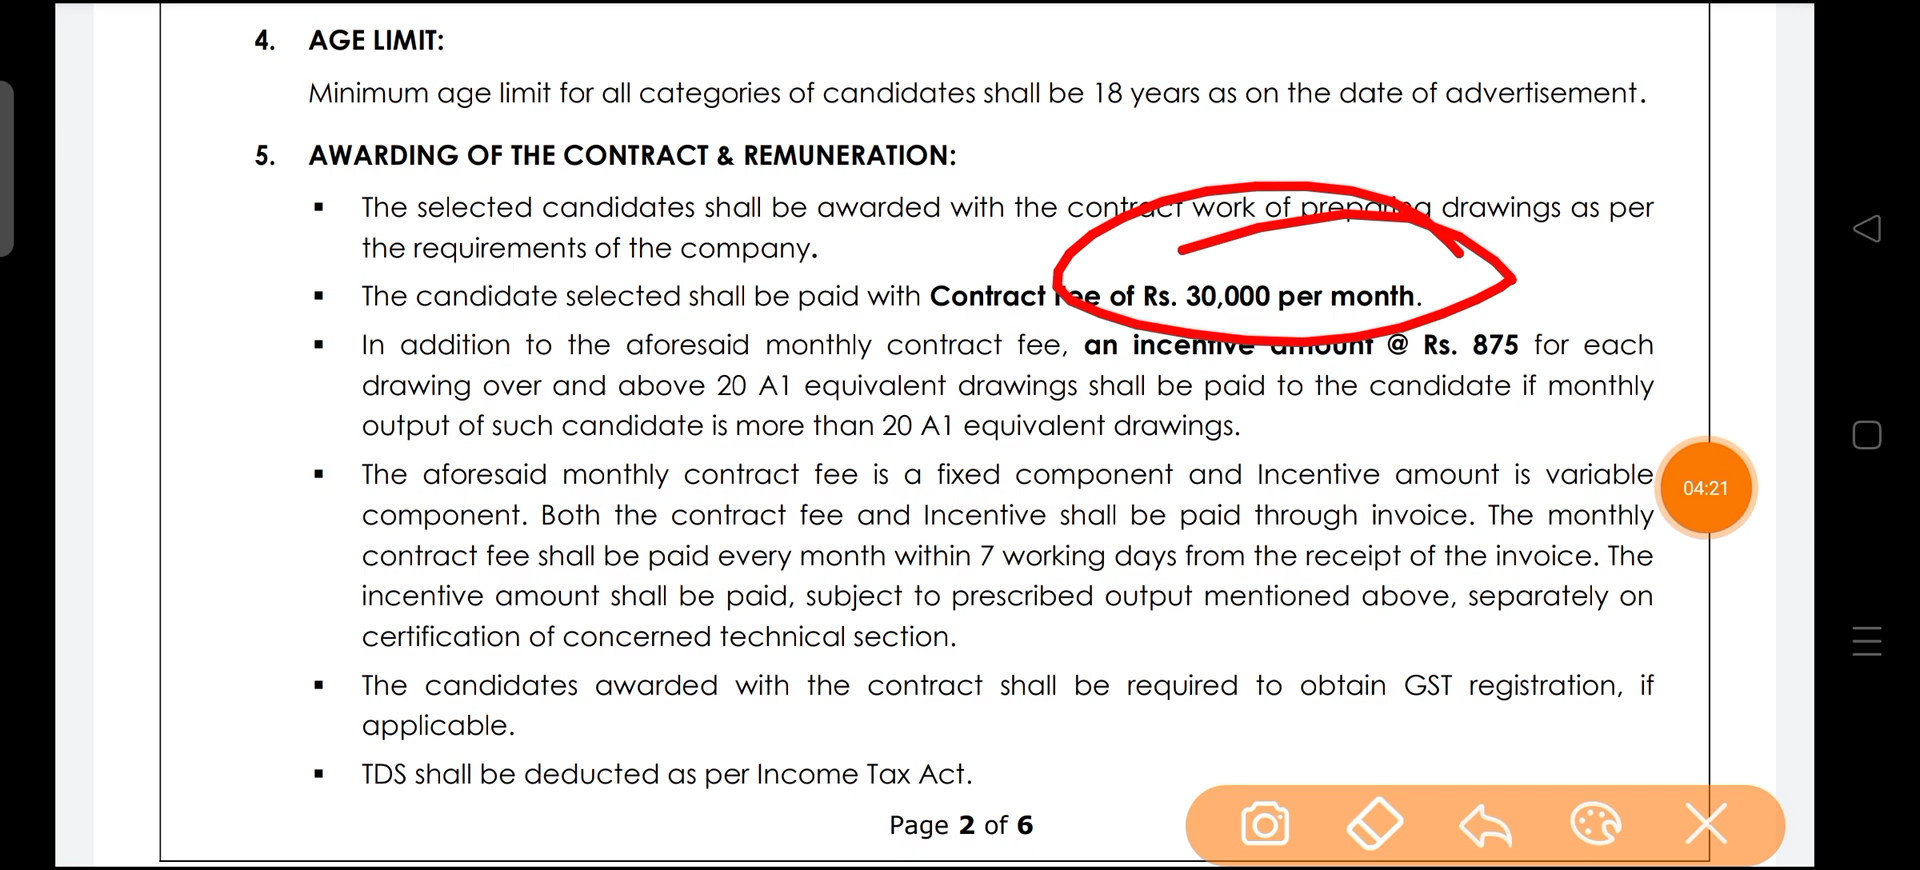 4. AGE LIMIT:
Minimum age limit for all categories of candidates shall be 18 years as on the date of advertisement.
5. AWARDING OF THE CONTRACT & REMUNERATION:
▪ The selected candidates shall be awarded with the contract work of preparing drawings as per
the requirements of the company.
▪ The candidate selected shall be paid with Contract Fee of Rs. 30,000 per month.
▪ In addition to the aforesaid monthly contract fee, an incentive amount @ Rs. 875 for each
drawing over and above 20 A1 equivalent drawings shall be paid to the candidate if monthly
output of such candidate is more than 20 A1 equivalent drawings.
▪ The aforesaid monthly contract fee is a fixed component and Incentive amount is variable
component. Both the contract fee and Incentive shall be paid through invoice. The monthly
contract fee shall be paid every month within 7 working days from the receipt of the invoice. The
incentive amount shall be paid, subject to prescribed output mentioned above, separately on
certification of concerned technical section.
▪ The candidates awarded with the contract shall be required to obtain GST registration, if
applicable.
▪ TDS shall be deducted as per Income Tax Act.
Page 2 of 6
04:21